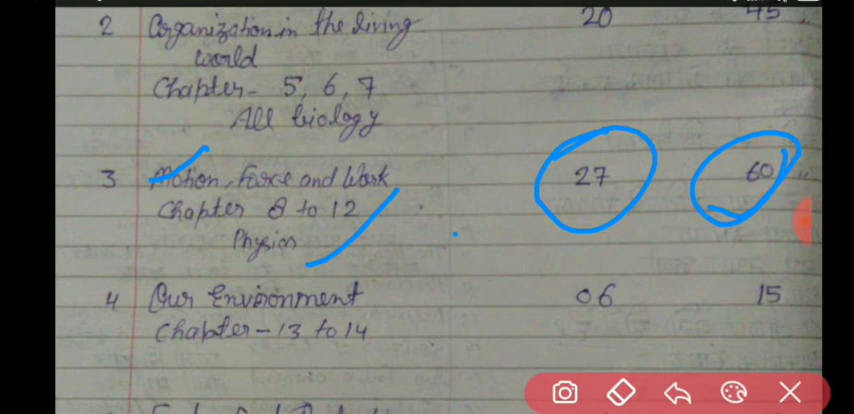 2 Organization in the living 20 45 "
world
Chapter- 5, 6, 7
All biology
3 Motion, Force and Work 27 60 "
Chapter 8 to 12
Physics
4 Our Environment 06 15
Chapter-13 to 14